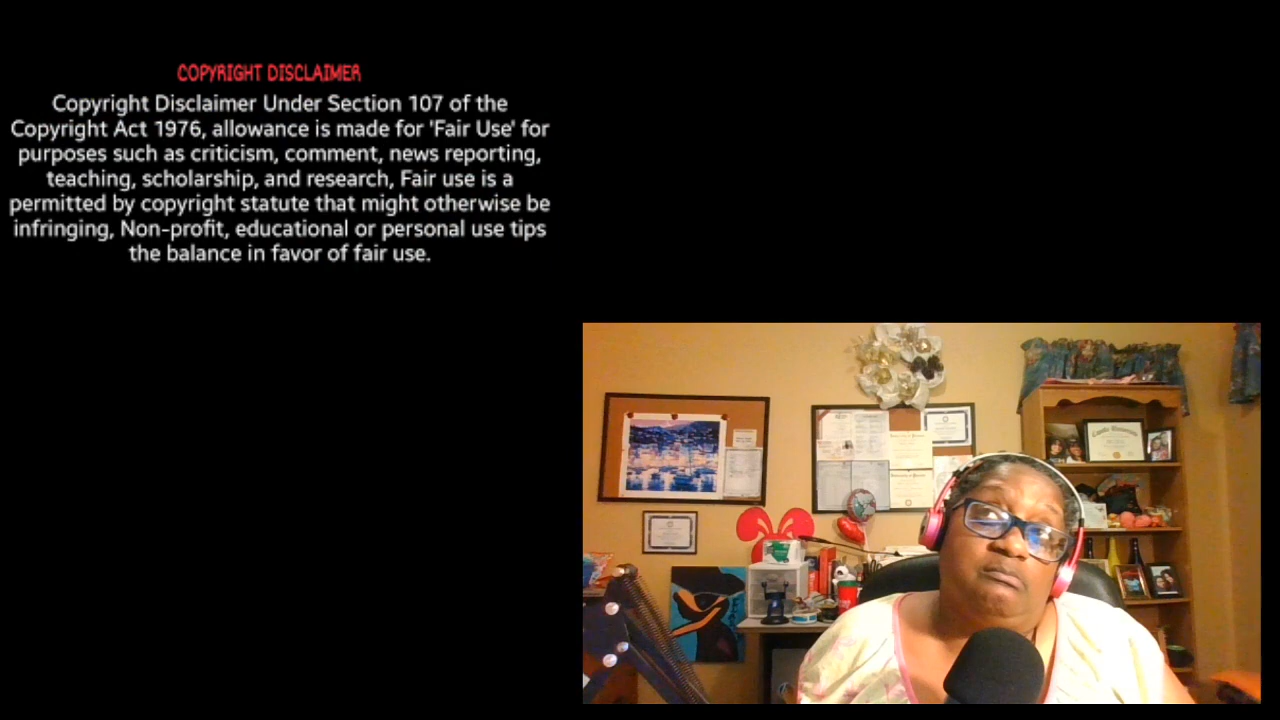 COPYRIGHT DISCLAIMER
Copyright Disclaimer Under Section 107 of the
Copyright Act 1976, allowance is made for 'Fair Use' for
purposes such as criticism, comment, news reporting,
teaching, scholarship, and research, Fair use is a
permitted by copyright statute that might otherwise be
infringing, Non-profit, educational or personal use tips
the balance in favor of fair use.